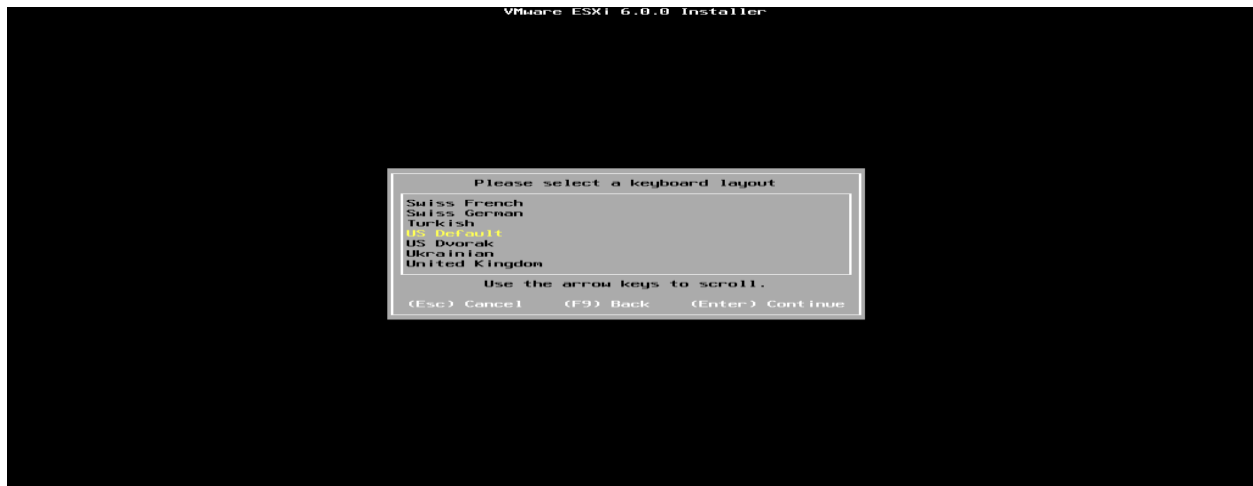 VMware ESXi 6.0.0 Installer
Please select a keyboard layout
Swiss French
Swiss German
Turkish
US Default
US Dvorak
Ukrainian
United Kingdom
Use the arrow keys to scroll.
(Esc) Cancel (F9) Back (Enter) Continue